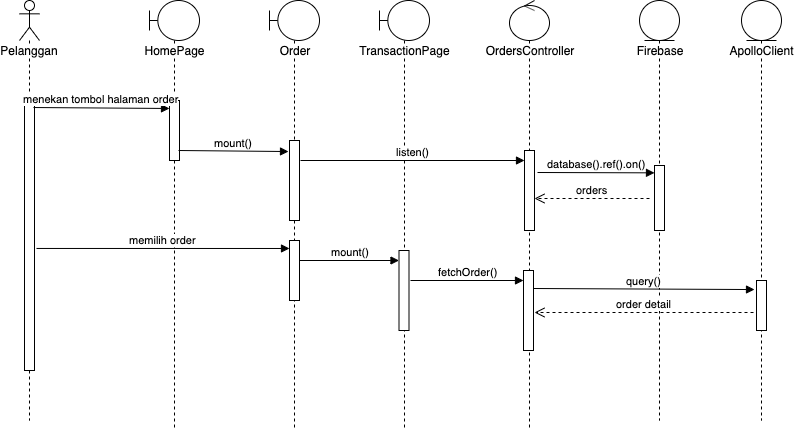 Pelanggan
HomePage
Order
TransactionPage
OrdersController
Firebase
ApolloClient
menekan tombol halaman order
mount()
listen()
database().ref().on()
orders
memilih order
mount()
fetchOrder()
query()
order detail